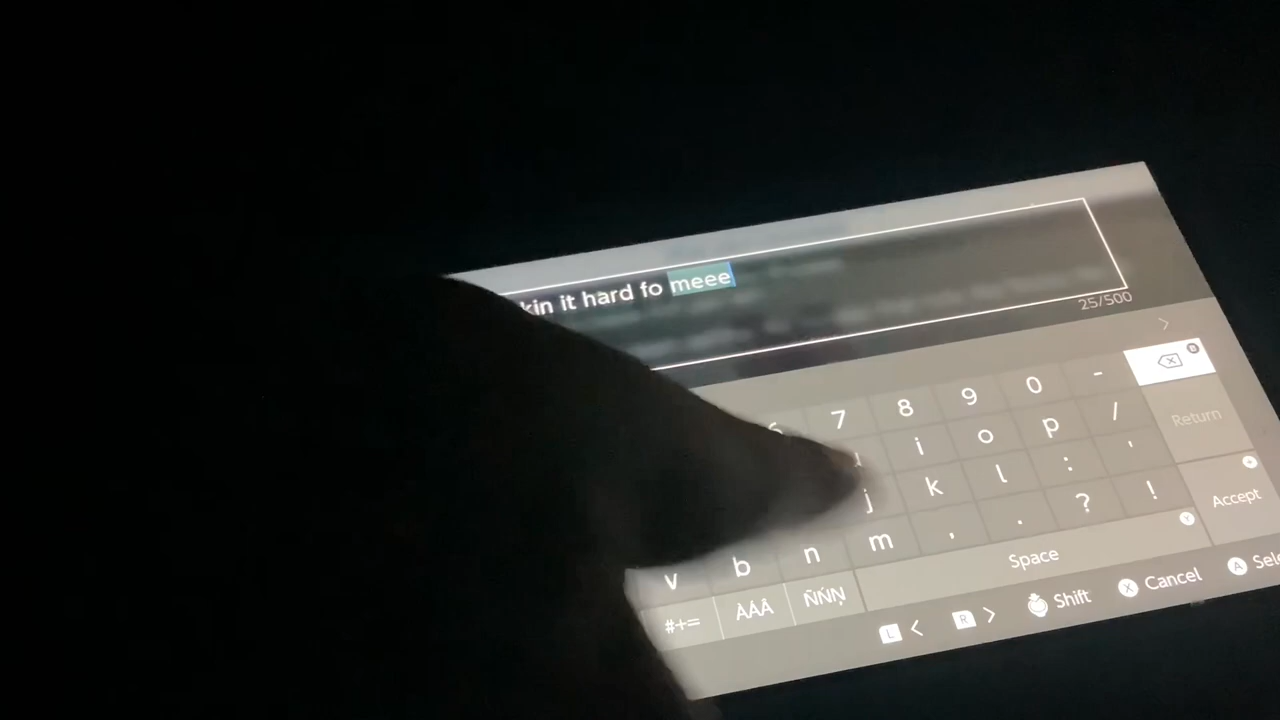 kin it hard fo meee
25/500
7 8 9 0 -
i o p /
j k l : '
v b n m , . ? !
Return
Accept
#+= ÀÁÂ ÑŃŅ Space
L < R > Shift X Cancel A